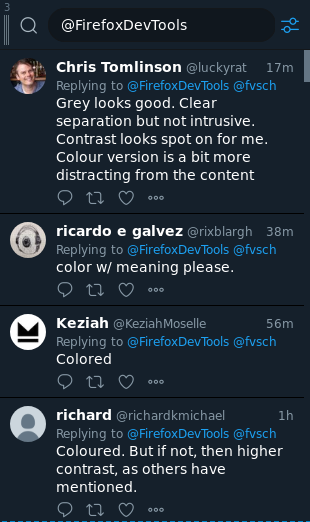 3
@FirefoxDevTools
Chris Tomlinson @luckyrat 17m
Replying to @FirefoxDevTools @fvsch
Grey looks good. Clear
separation but not intrusive.
Contrast looks spot on for me.
Colour version is a bit more
distracting from the content
ricardo e galvez @rixblargh 38m
Replying to @FirefoxDevTools @fvsch
color w/ meaning please.
Keziah @KeziahMoselle 56m
Replying to @FirefoxDevTools @fvsch
Colored
richard @richardkmichael 1h
Replying to @FirefoxDevTools @fvsch
Coloured. But if not, then higher
contrast, as others have
mentioned.